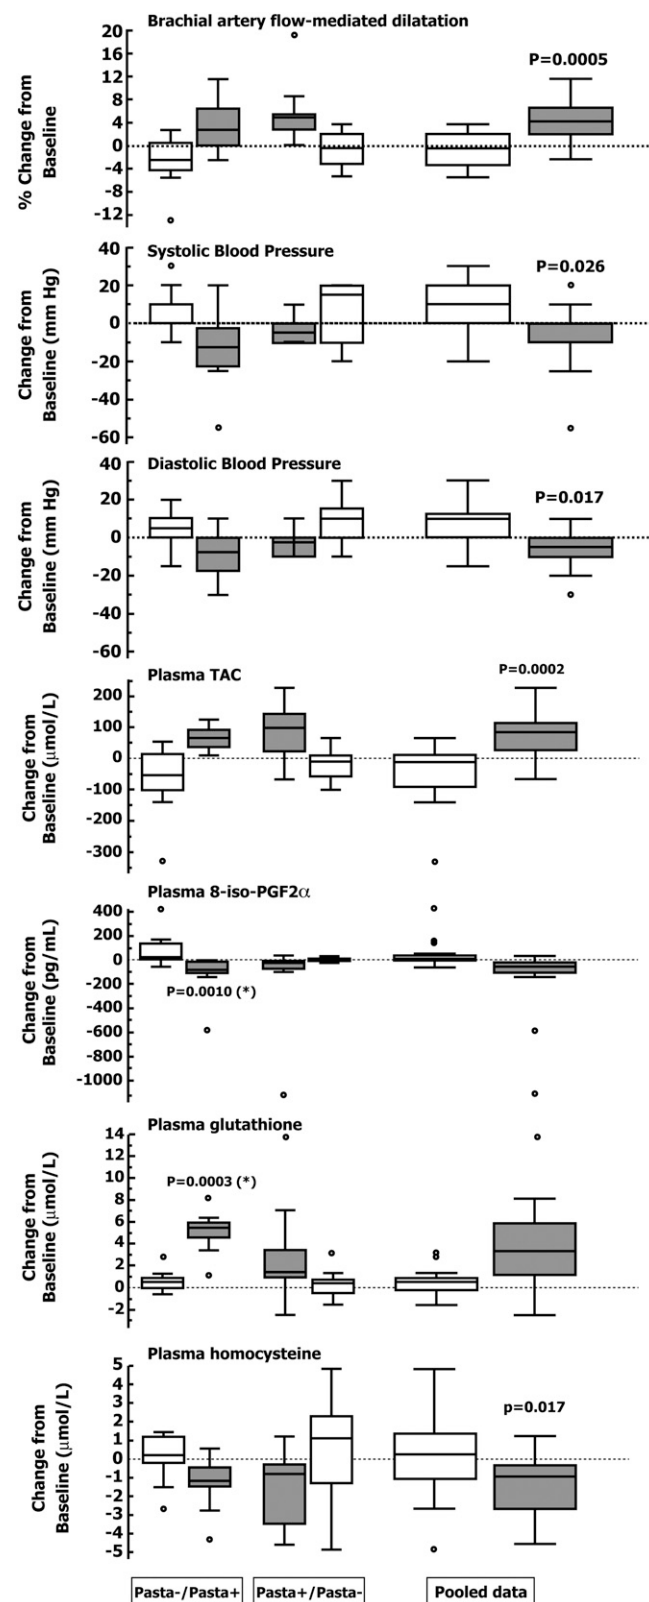 Brachial artery flow-mediated dilatation
% Change from
Baseline
20
16
12
8
4
0
-4
-8
-12
P=0.0005
Systolic Blood Pressure
Change from
Baseline (mm Hg)
40
20
0
-20
-40
-60
P=0.026
Diastolic Blood Pressure
Change from
Baseline (mm Hg)
40
20
0
-20
-40
-60
P=0.017
Plasma TAC
Change from
Baseline (μmol/L)
200
100
0
-100
-200
-300
P=0.0002
Plasma 8-iso-PGF2α
Change from
Baseline (pg/mL)
400
200
0
-200
-400
-600
-800
-1000
P=0.0010 (*)
Plasma glutathione
Change from
Baseline (μmol/L)
14
12
10
8
6
4
2
0
-2
P=0.0003 (*)
Plasma homocysteine
Change from
Baseline (μmol/L)
5
4
3
2
1
0
-1
-2
-3
-4
-5
p=0.017
Pasta-/Pasta+
Pasta+/Pasta-
Pooled data